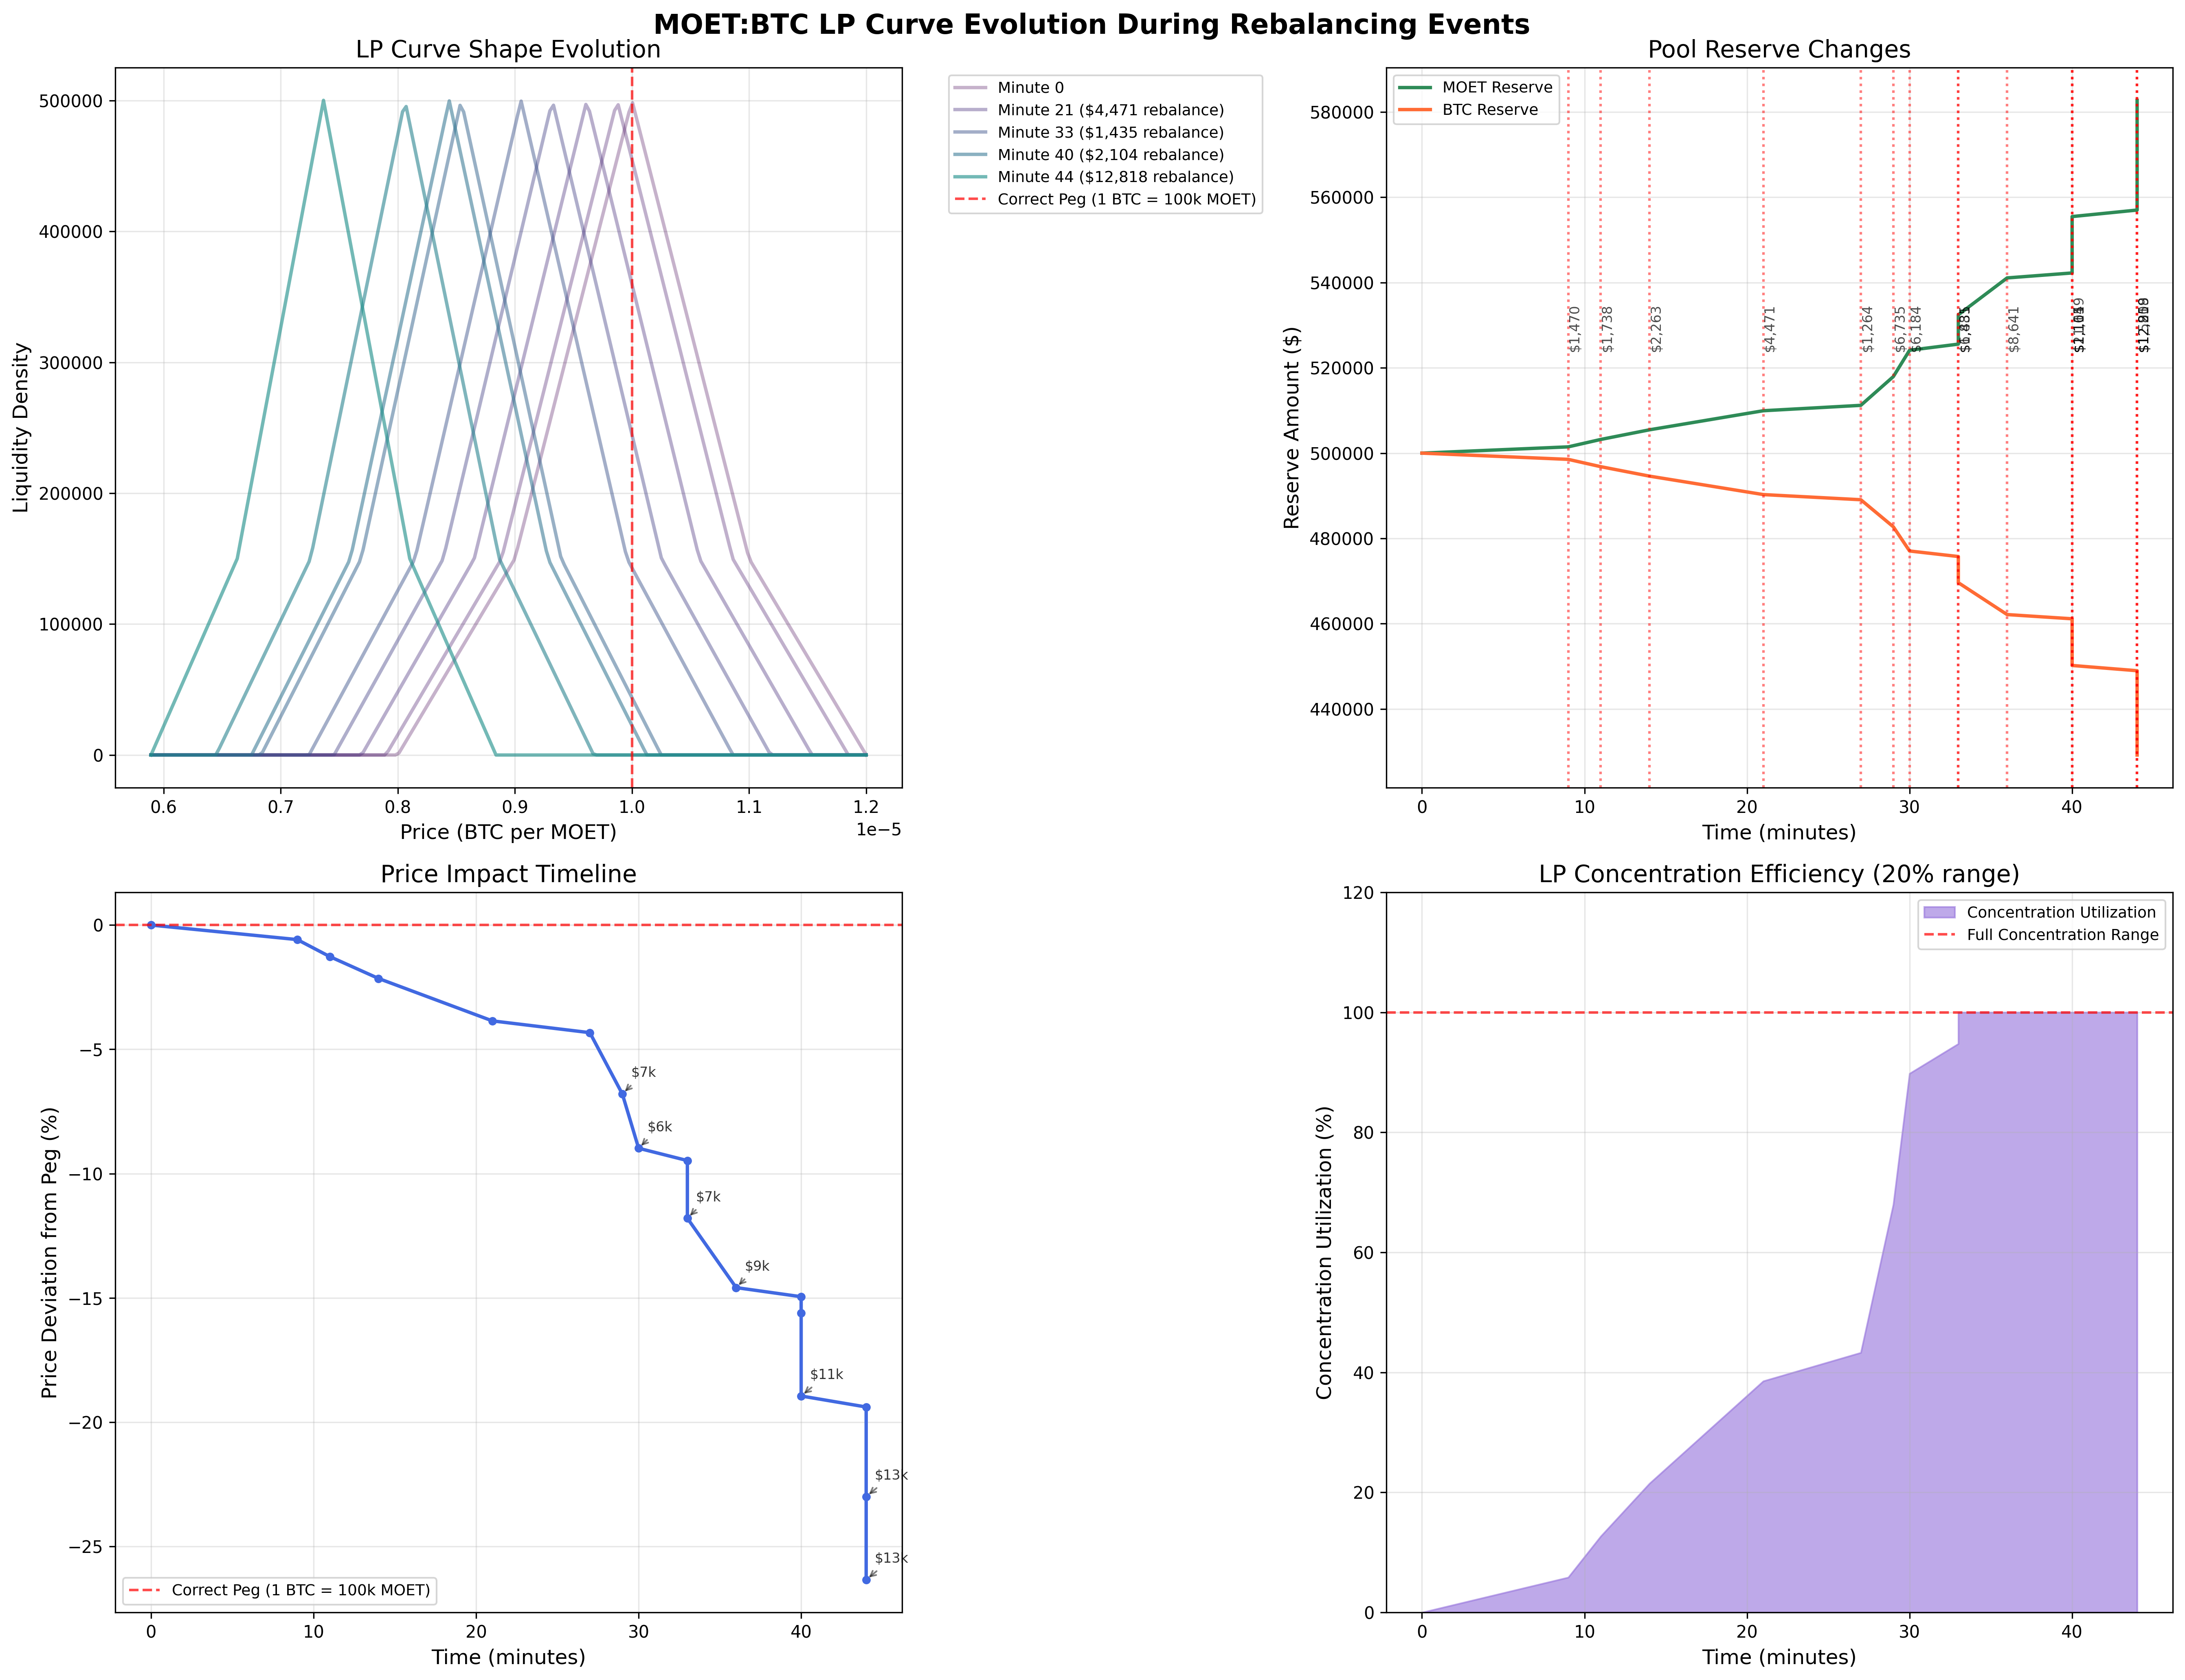 MOET:BTC LP Curve Evolution During Rebalancing Events
LP Curve Shape Evolution
Liquidity Density
500000
400000
300000
200000
100000
0
0.6
0.7
0.8
0.9
1.0
1.1
1.2
1e−5
Price (BTC per MOET)
Minute 0
Minute 21 ($4,471 rebalance)
Minute 33 ($1,435 rebalance)
Minute 40 ($2,104 rebalance)
Minute 44 ($12,818 rebalance)
Correct Peg (1 BTC = 100k MOET)
Pool Reserve Changes
MOET Reserve
BTC Reserve
Reserve Amount ($)
580000
560000
540000
520000
500000
480000
460000
440000
$1,470
$1,738
$2,263
$4,471
$1,264
$6,735
$6,184
$8,641
0
10
20
30
40
Time (minutes)
Price Impact Timeline
Price Deviation from Peg (%)
0
−5
−10
−15
−20
−25
$7k
$6k
$7k
$9k
$11k
$13k
$13k
Correct Peg (1 BTC = 100k MOET)
0
10
20
30
40
Time (minutes)
LP Concentration Efficiency (20% range)
Concentration Utilization
Full Concentration Range
Concentration Utilization (%)
120
100
80
60
40
20
0
0
10
20
30
40
Time (minutes)